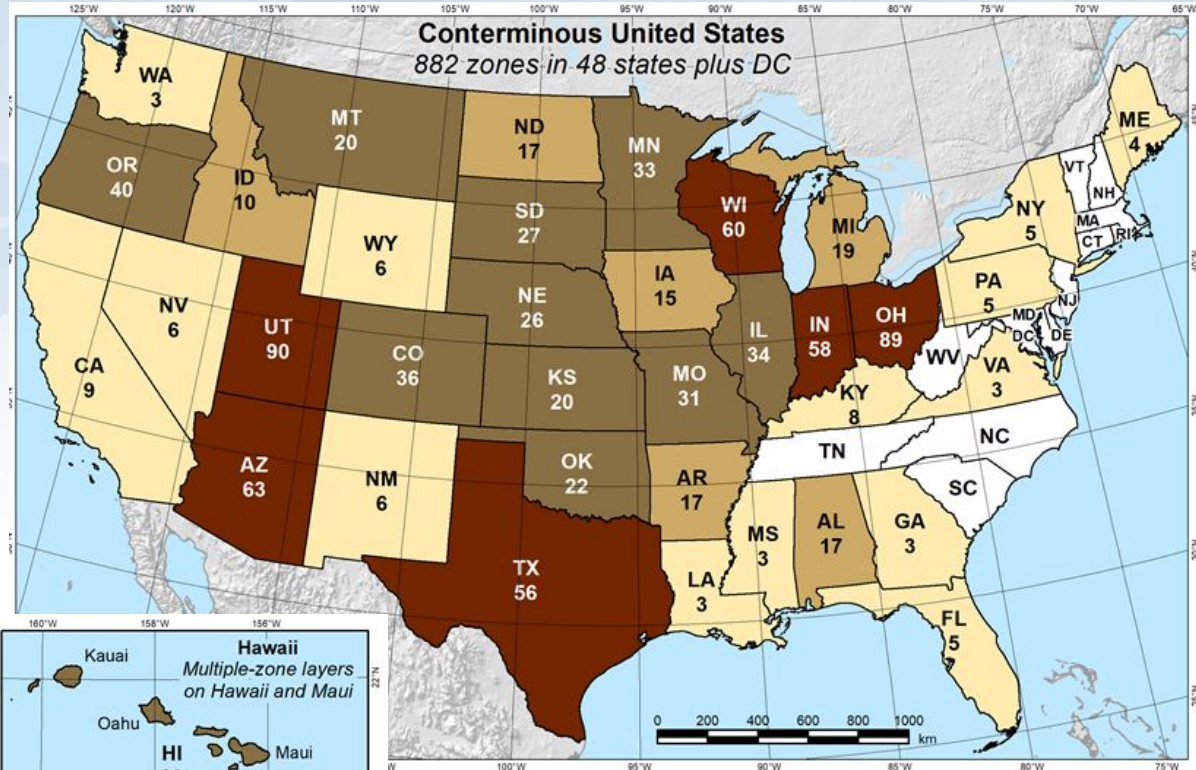 125°W
120°W
115°W
110°W
105°W
100°W
95°W
90°W
85°W
80°W
75°W
70°W
65°W
Conterminous United States
882 zones in 48 states plus DC
WA
3
MT
20
ND
17
MN
33
ME
4
OR
40
ID
10
SD
27
WI
60
MI
19
VT
NH
NY
5
MA
CT
RI
WY
6
IA
15
PA
5
NJ
NV
6
UT
90
NE
26
IL
34
IN
58
OH
89
MD
DC
DE
WV
CA
9
CO
36
KS
20
MO
31
KY
8
VA
3
AZ
63
NM
6
OK
22
AR
17
TN
NC
SC
MS
3
AL
17
GA
3
TX
56
LA
3
FL
5
0 200 400 600 800 1000
km
100°W
95°W
90°W
85°W
80°W
75°W
160°W
158°W
156°W
22°N
Hawaii
Multiple-zone layers
on Hawaii and Maui
Kauai
Oahu
HI
Maui